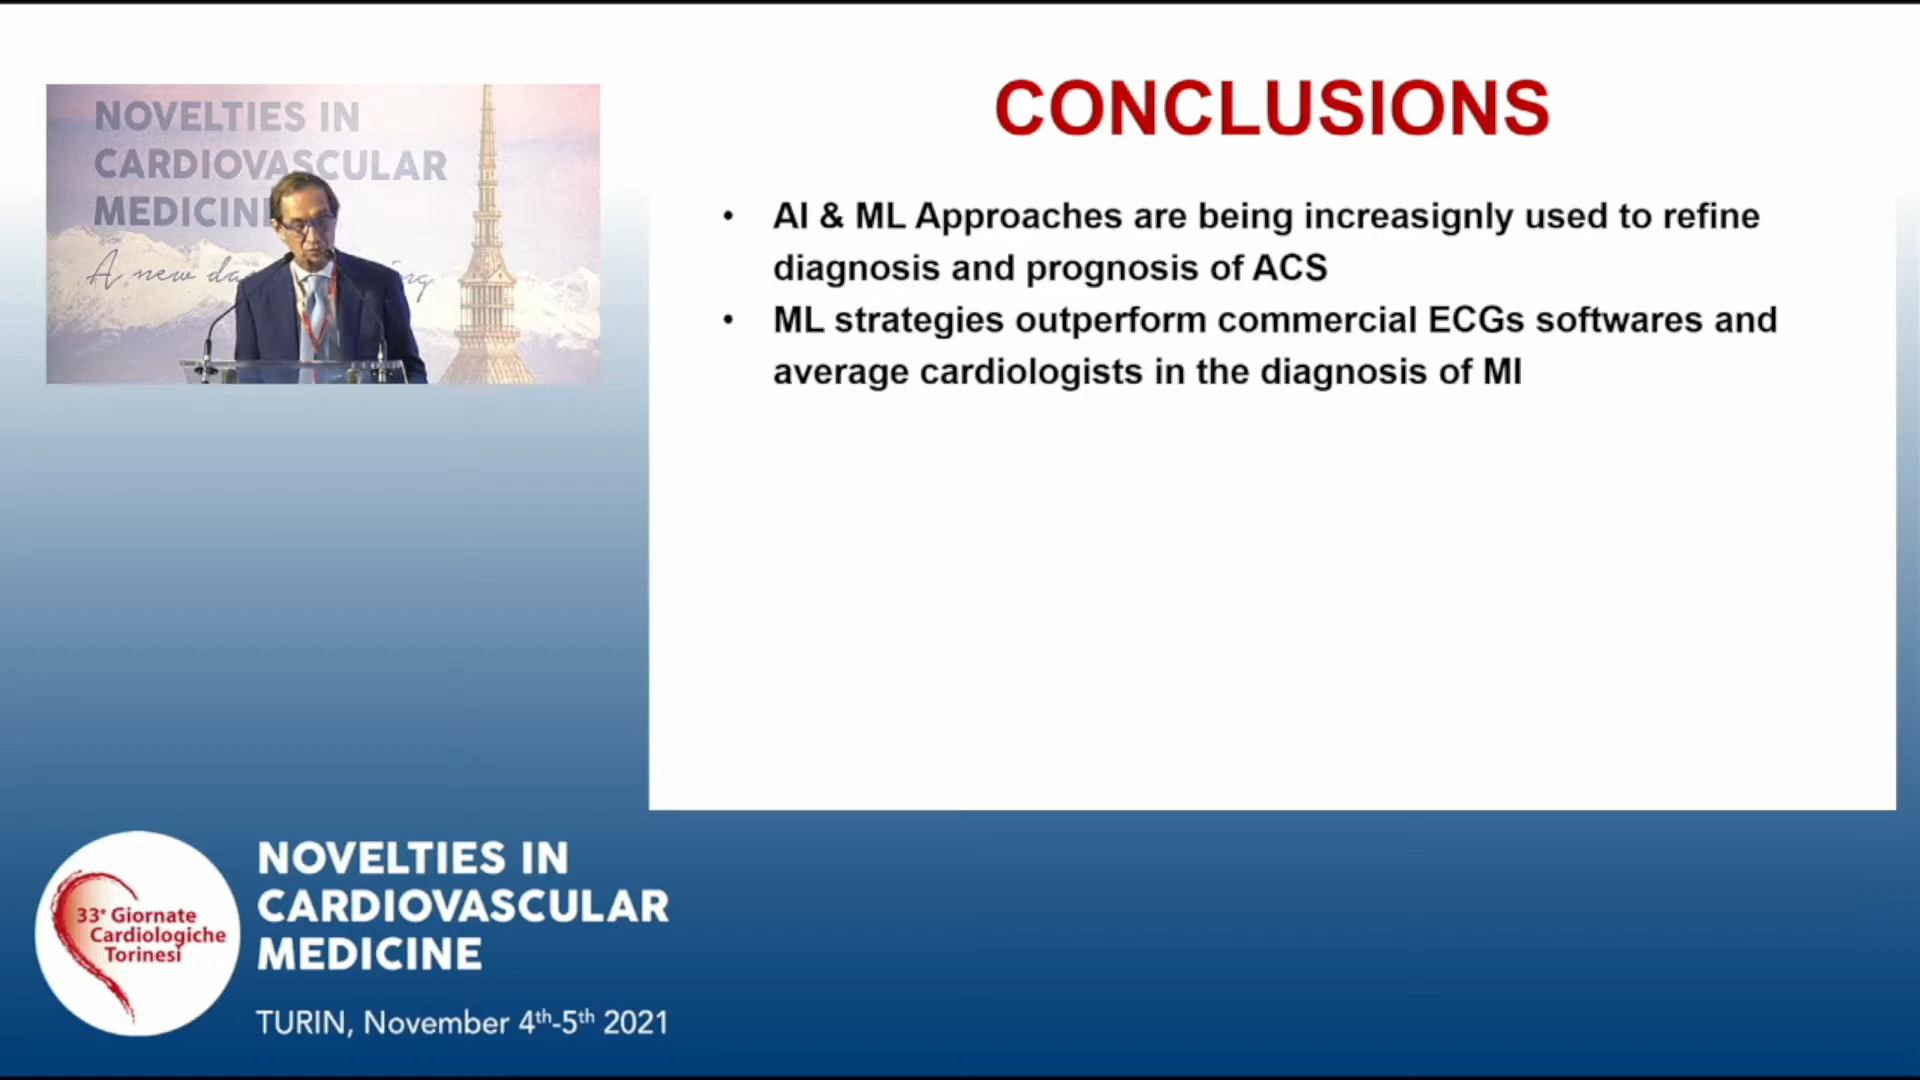 NOVELTIES IN
CARDIOVASCULAR
MEDICIN
A new da
CONCLUSIONS
• AI & ML Approaches are being increasignly used to refine
diagnosis and prognosis of ACS
• ML strategies outperform commercial ECGs softwares and
average cardiologists in the diagnosis of MI
33e Giornate
Cardiologiche
Torinesi
NOVELTIES IN
CARDIOVASCULAR
MEDICINE
TURIN, November 4th-5th 2021